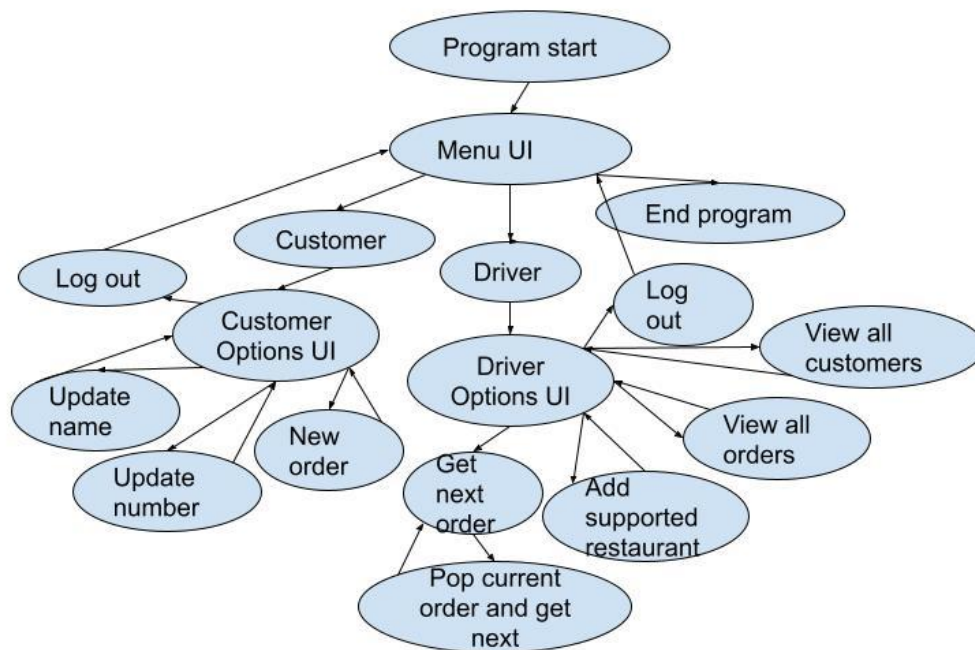 Program start
Menu UI
End program
Customer
Driver
Log out
Log
out
Customer
Options UI
View all
customers
Driver
Options UI
Update
name
New
order
View all
orders
Update
number
Get
next
order
Add
supported
restaurant
Pop current
order and get
next